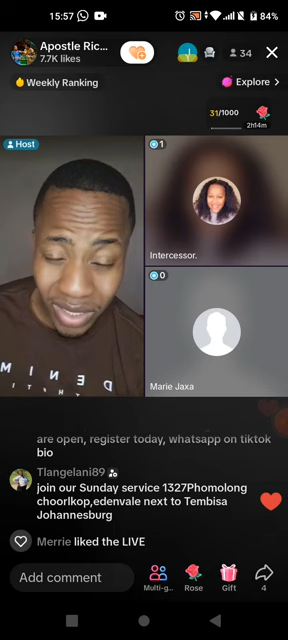 15:57
84%
Apostle Ric...
7.7K likes
34
Weekly Ranking
Explore >
31/1000
2h14m
Host
1
Intercessor.
0
Marie Jaxa
DENIM
are open, register today, whatsapp on tiktok
bio
Tlangelani89
join our Sunday service 1327Phomolong
choorlkop,edenvale next to Tembisa
Johannesburg
Merrie liked the LIVE
Add comment
Multi-g...
Rose
Gift
4